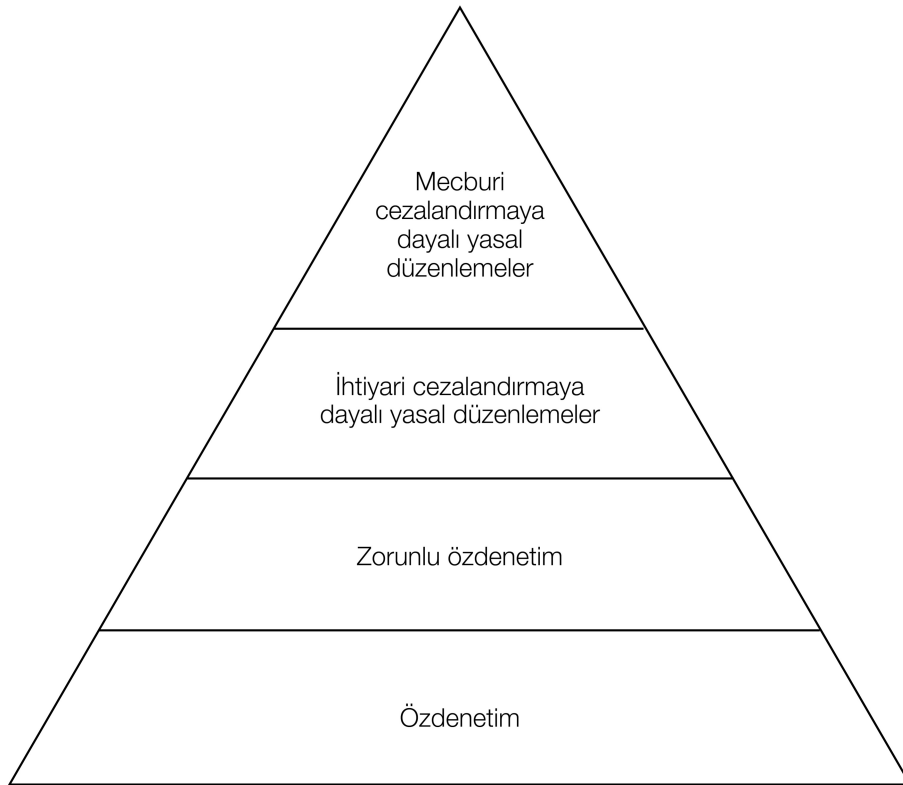 Mecburi
cezalandırmaya
dayalı yasal
düzenlemeler
İhtiyari cezalandırmaya
dayalı yasal düzenlemeler
Zorunlu özdenetim
Özdenetim